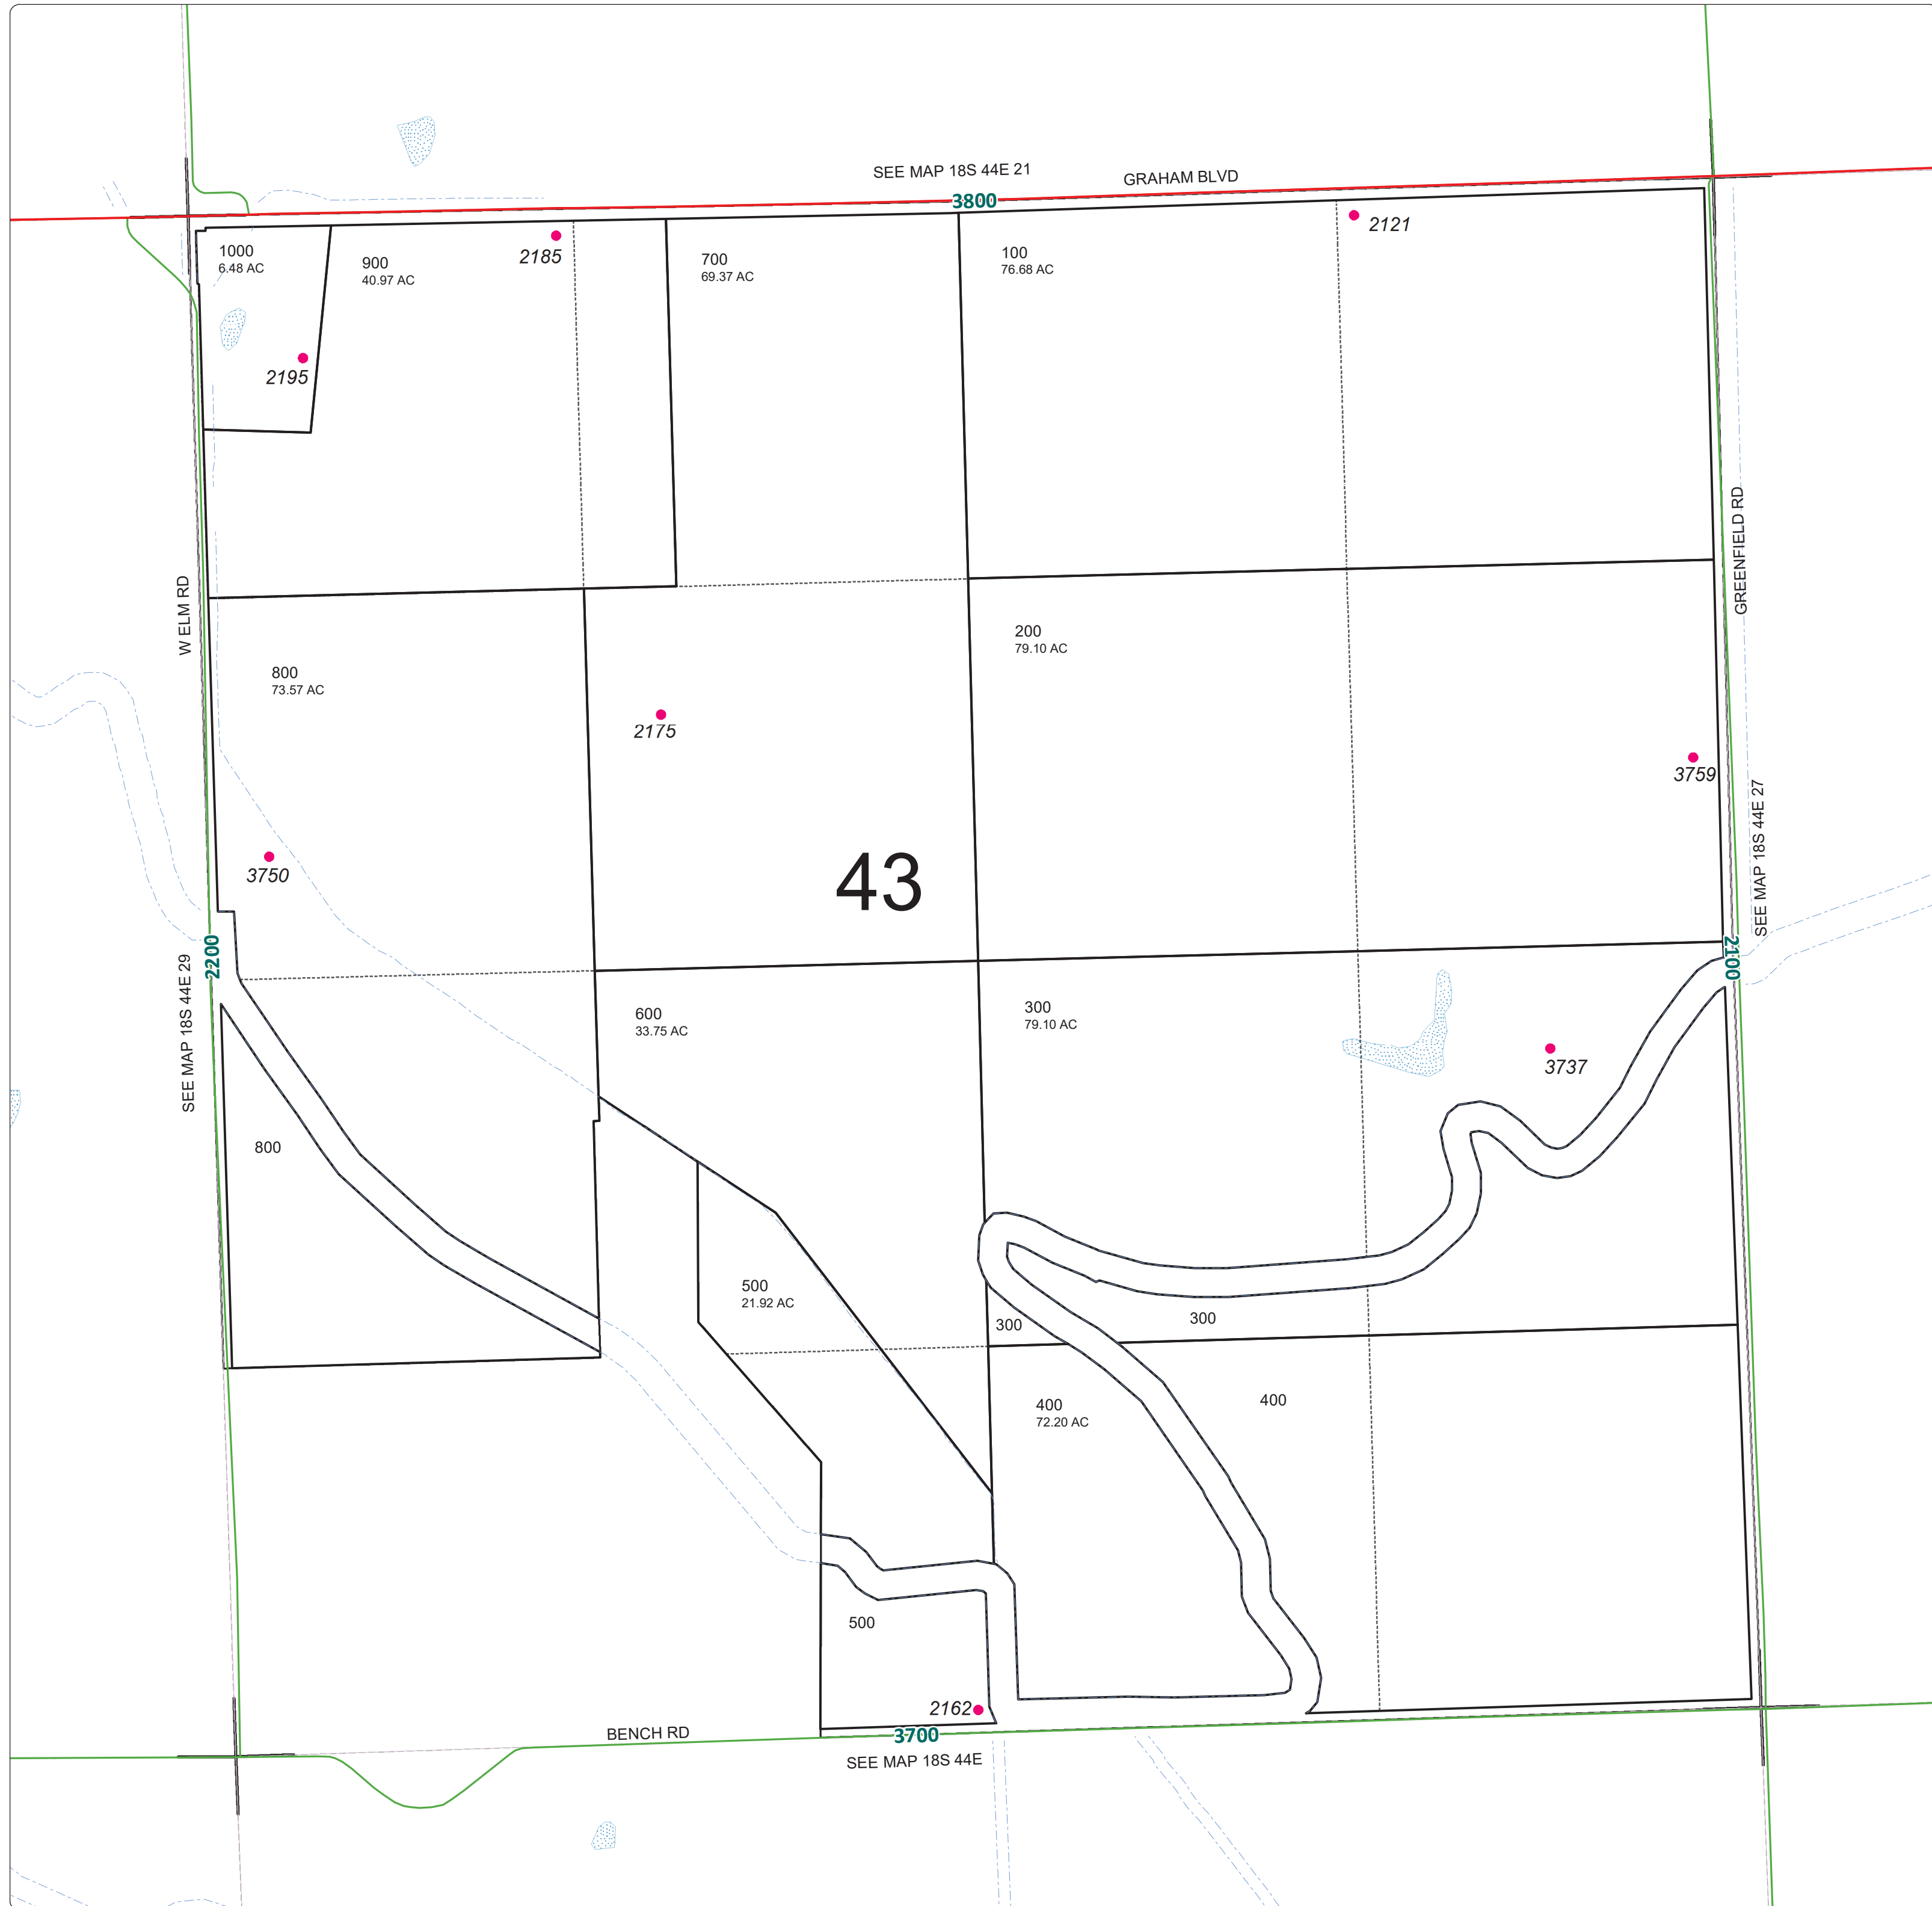 SEE MAP 18S 44E 21
GRAHAM BLVD
3800
2121
1000
6.48 AC
900
40.97 AC
2185
700
69.37 AC
100
76.68 AC
2195
W ELM RD
GREENFIELD RD
200
79.10 AC
800
73.57 AC
2175
3759
3750
43
SEE MAP 18S 44E 27
2200
2100
SEE MAP 18S 44E 29
600
33.75 AC
300
79.10 AC
3737
800
500
21.92 AC
300
300
400
72.20 AC
400
500
2162
BENCH RD
3700
SEE MAP 18S 44E